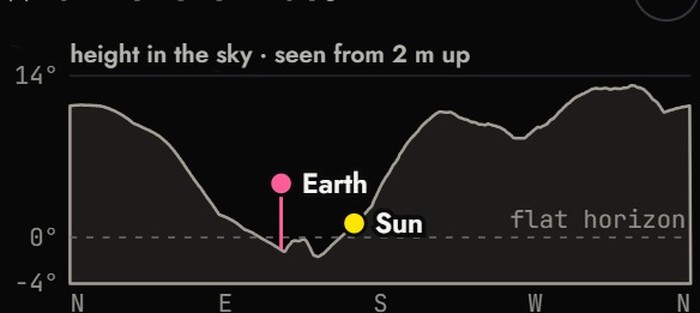 height in the sky · seen from 2 m up
14°
Earth
Sun
flat horizon
0°
-4°
N E S W N